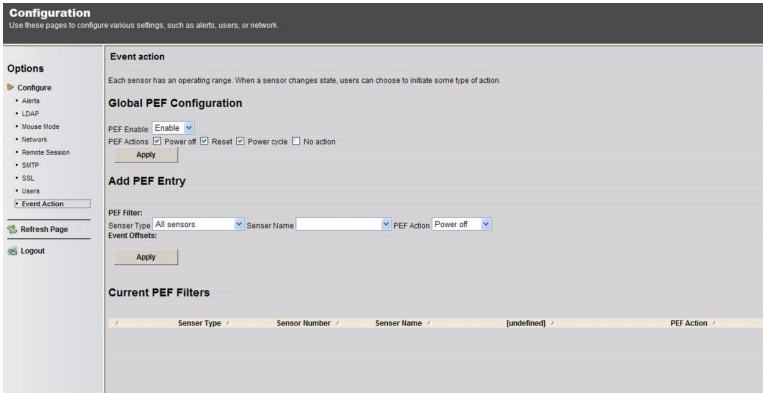 Configuration
Use these pages to configure various settings, such as alerts, users, or network.
Options
Configure
Alerts
LDAP
Mouse Mode
Network
Remote Session
SMTP
SSL
Users
Event Action
Refresh Page
Logout
Event action
Each sensor has an operating range. When a sensor changes state, users can choose to initiate some type of action.
Global PEF Configuration
PEF Enable: Enable
PEF Actions Power off Reset Power cycle No action
Apply
Add PEF Entry
PEF Filter:
Senser Type All sensors Senser Name PEF Action Power off
Event Offsets:
Apply
Current PEF Filters
/ Senser Type / Sensor Number / Senser Name / [undefined] / PEF Action /